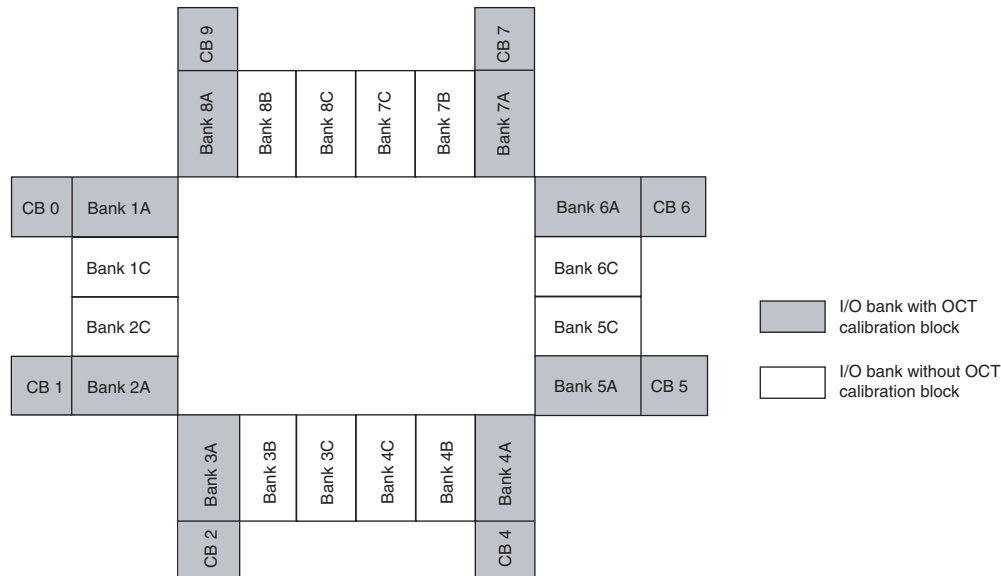 CB 9
CB 7
Bank 8A
Bank 8B
Bank 8C
Bank 7C
Bank 7B
Bank 7A
CB 0
Bank 1A
Bank 6A
CB 6
Bank 1C
Bank 6C
Bank 2C
Bank 5C
CB 1
Bank 2A
Bank 5A
CB 5
Bank 3A
Bank 3B
Bank 3C
Bank 4C
Bank 4B
Bank 4A
CB 2
CB 4
I/O bank with OCT
calibration block
I/O bank without OCT
calibration block